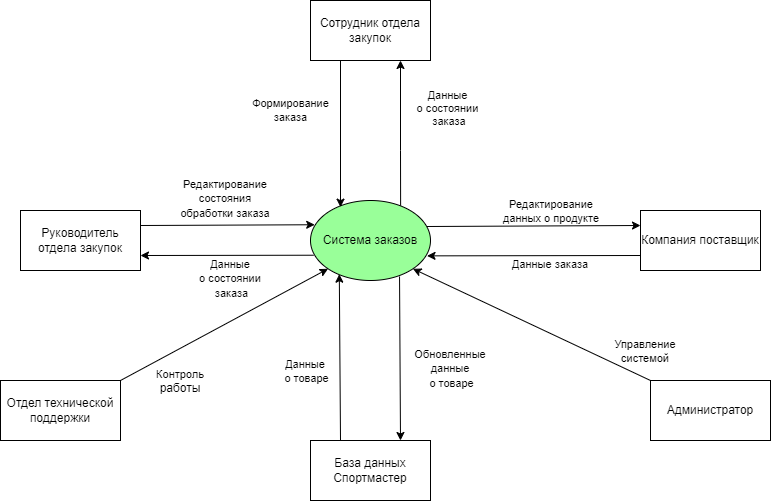 Сотрудник отдела
закупок
Формирование
заказа
Данные
о состоянии
заказа
Редактирование
состояния
обработки заказа
Редактирование
данных о продукте
Руководитель
отдела закупок
Система заказов
Компания поставщик
Данные
о состоянии
заказа
Данные заказа
Контроль
работы
Данные
о товаре
Обновленные
данные
о товаре
Управление
системой
Отдел технической
поддержки
Администратор
База данных
Спортмастер